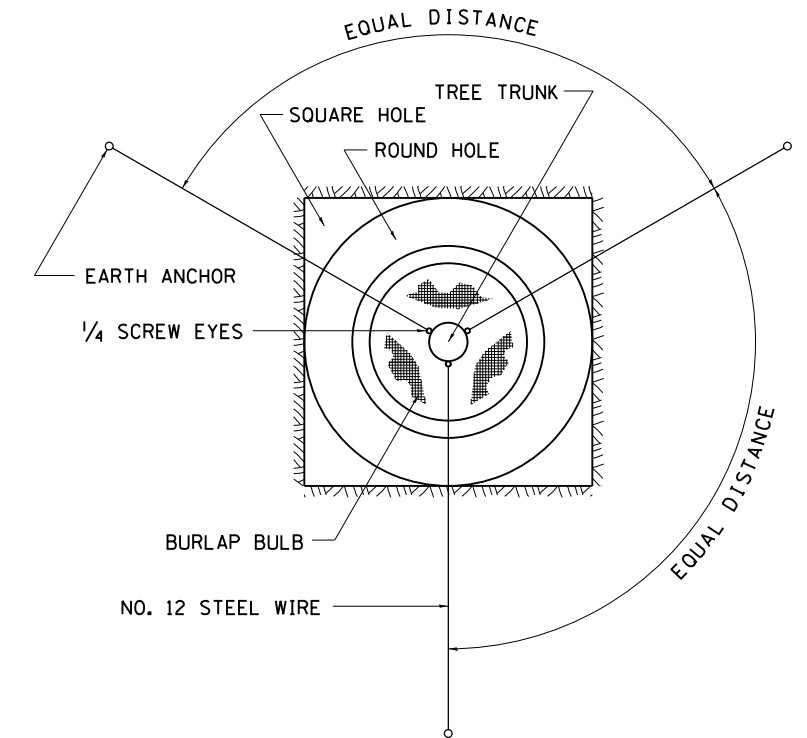 EQUAL DISTANCE
TREE TRUNK
SQUARE HOLE
ROUND HOLE
EARTH ANCHOR
1/4 SCREW EYES
EQUAL DISTANCE
BURLAP BULB
NO. 12 STEEL WIRE